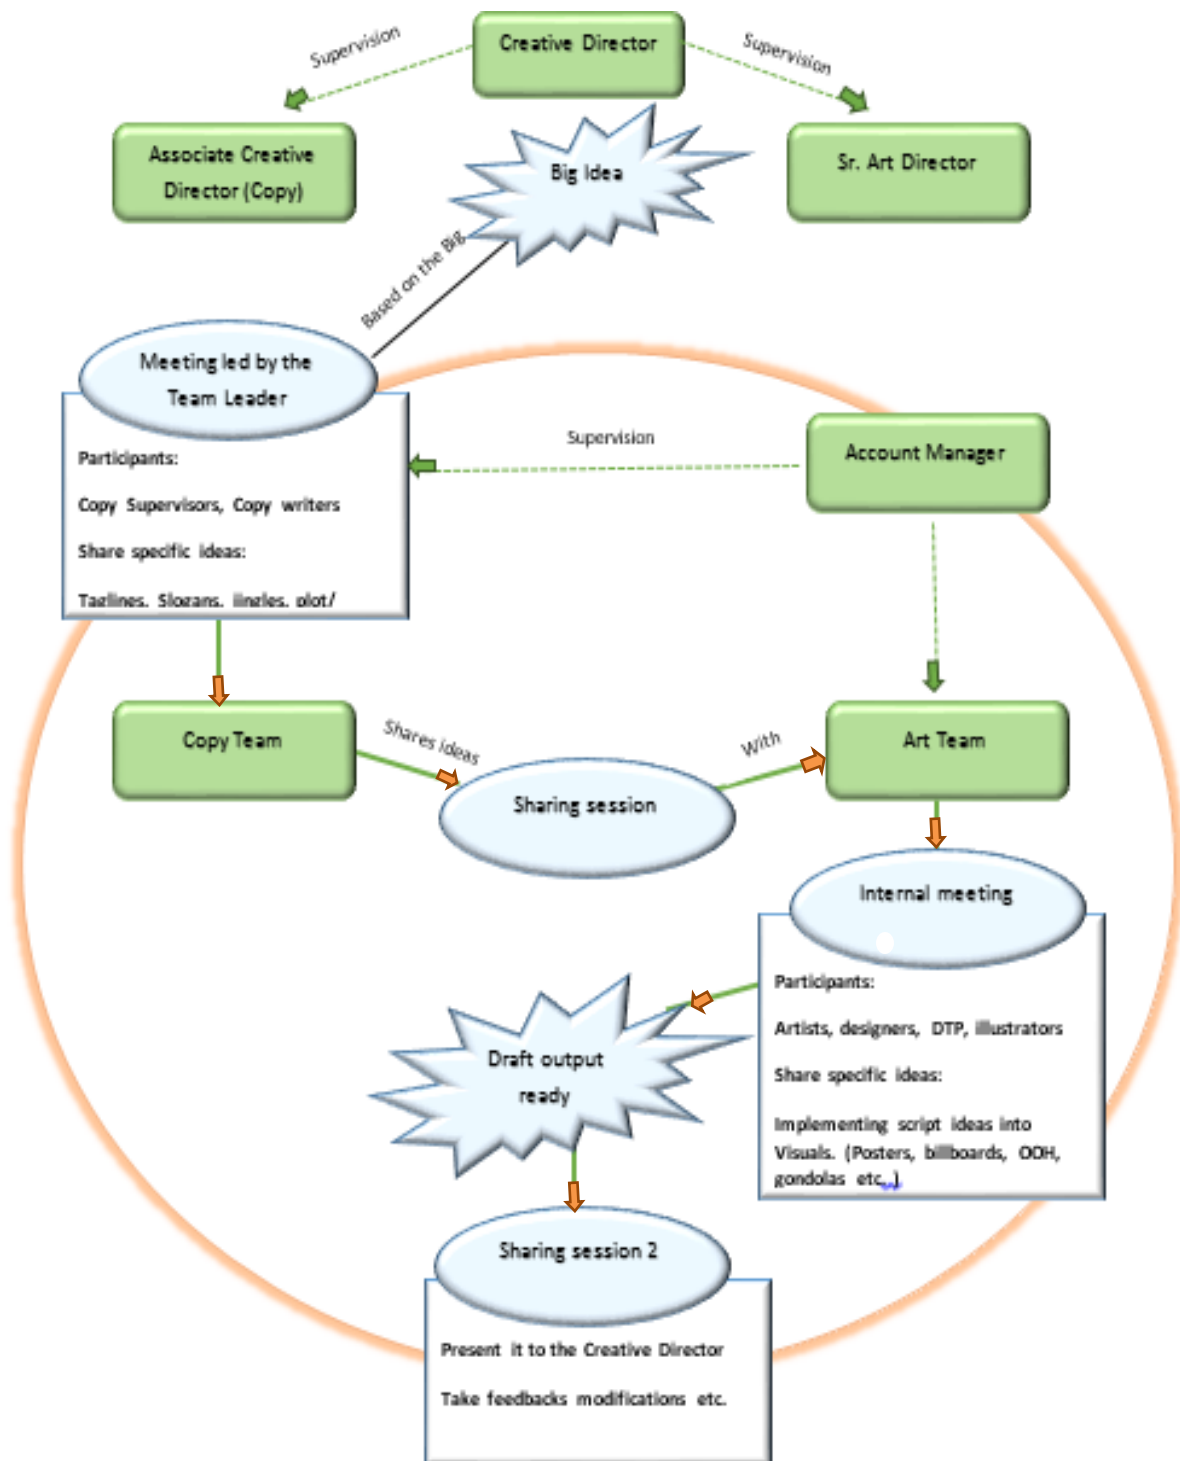 Creative Director
Supervision
Supervision
Associate Creative
Director (Copy)
Big Idea
Sr. Art Director
Based on the Big
Meeting led by the
Team Leader
Participants:
Copy Supervisors, Copy writers
Share specific ideas:
Taglines, Slogans, jingles, plot/
Supervision
Account Manager
Copy Team
Shares ideas
Sharing session
With
Art Team
Internal meeting
Participants:
Artists, designers, DTP, illustrators
Share specific ideas:
Implementing script ideas into
Visuals. (Posters, billboards, OOH,
gondolas etc..)
Draft output
ready
Sharing session 2
Present it to the Creative Director
Take feedbacks modifications etc.